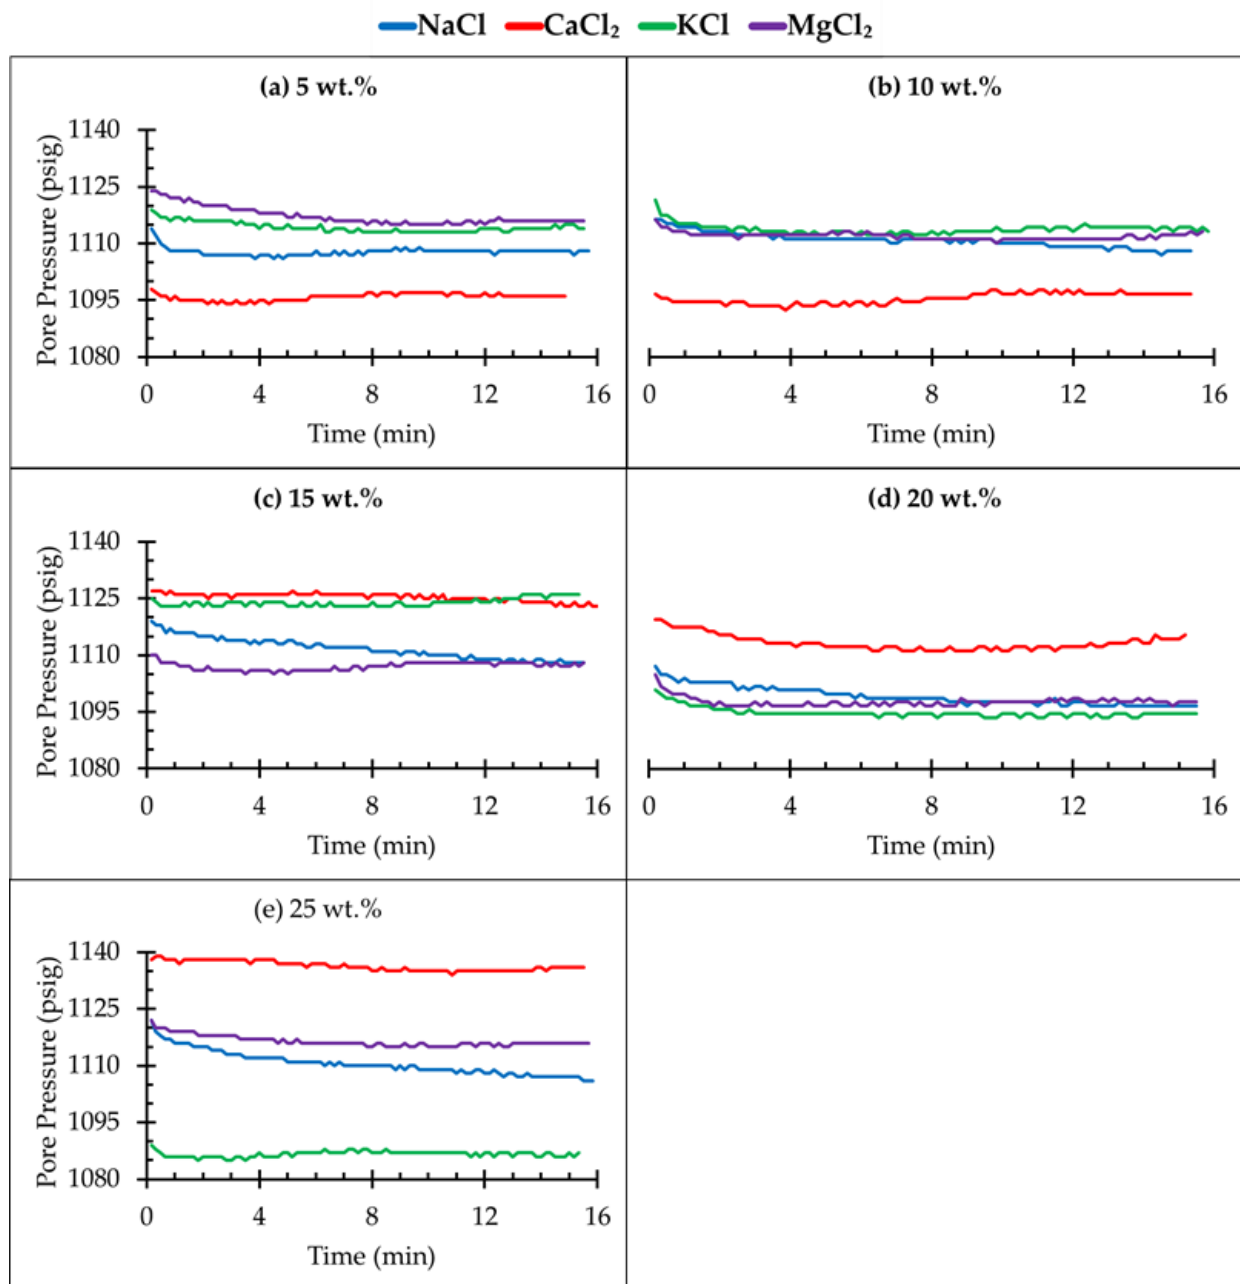 NaCl CaCl₂ KCl MgCl₂
(a) 5 wt.%
Pore Pressure (psig)
1140
1125
1110
1095
1080
0 4 8 12 16
Time (min)
(b) 10 wt.%
0 4 8 12 16
Time (min)
(c) 15 wt.%
Pore Pressure (psig)
1140
1125
1110
1095
1080
0 4 8 12 16
Time (min)
(d) 20 wt.%
0 4 8 12 16
Time (min)
(e) 25 wt.%
Pore Pressure (psig)
1140
1125
1110
1095
1080
0 4 8 12 16
Time (min)